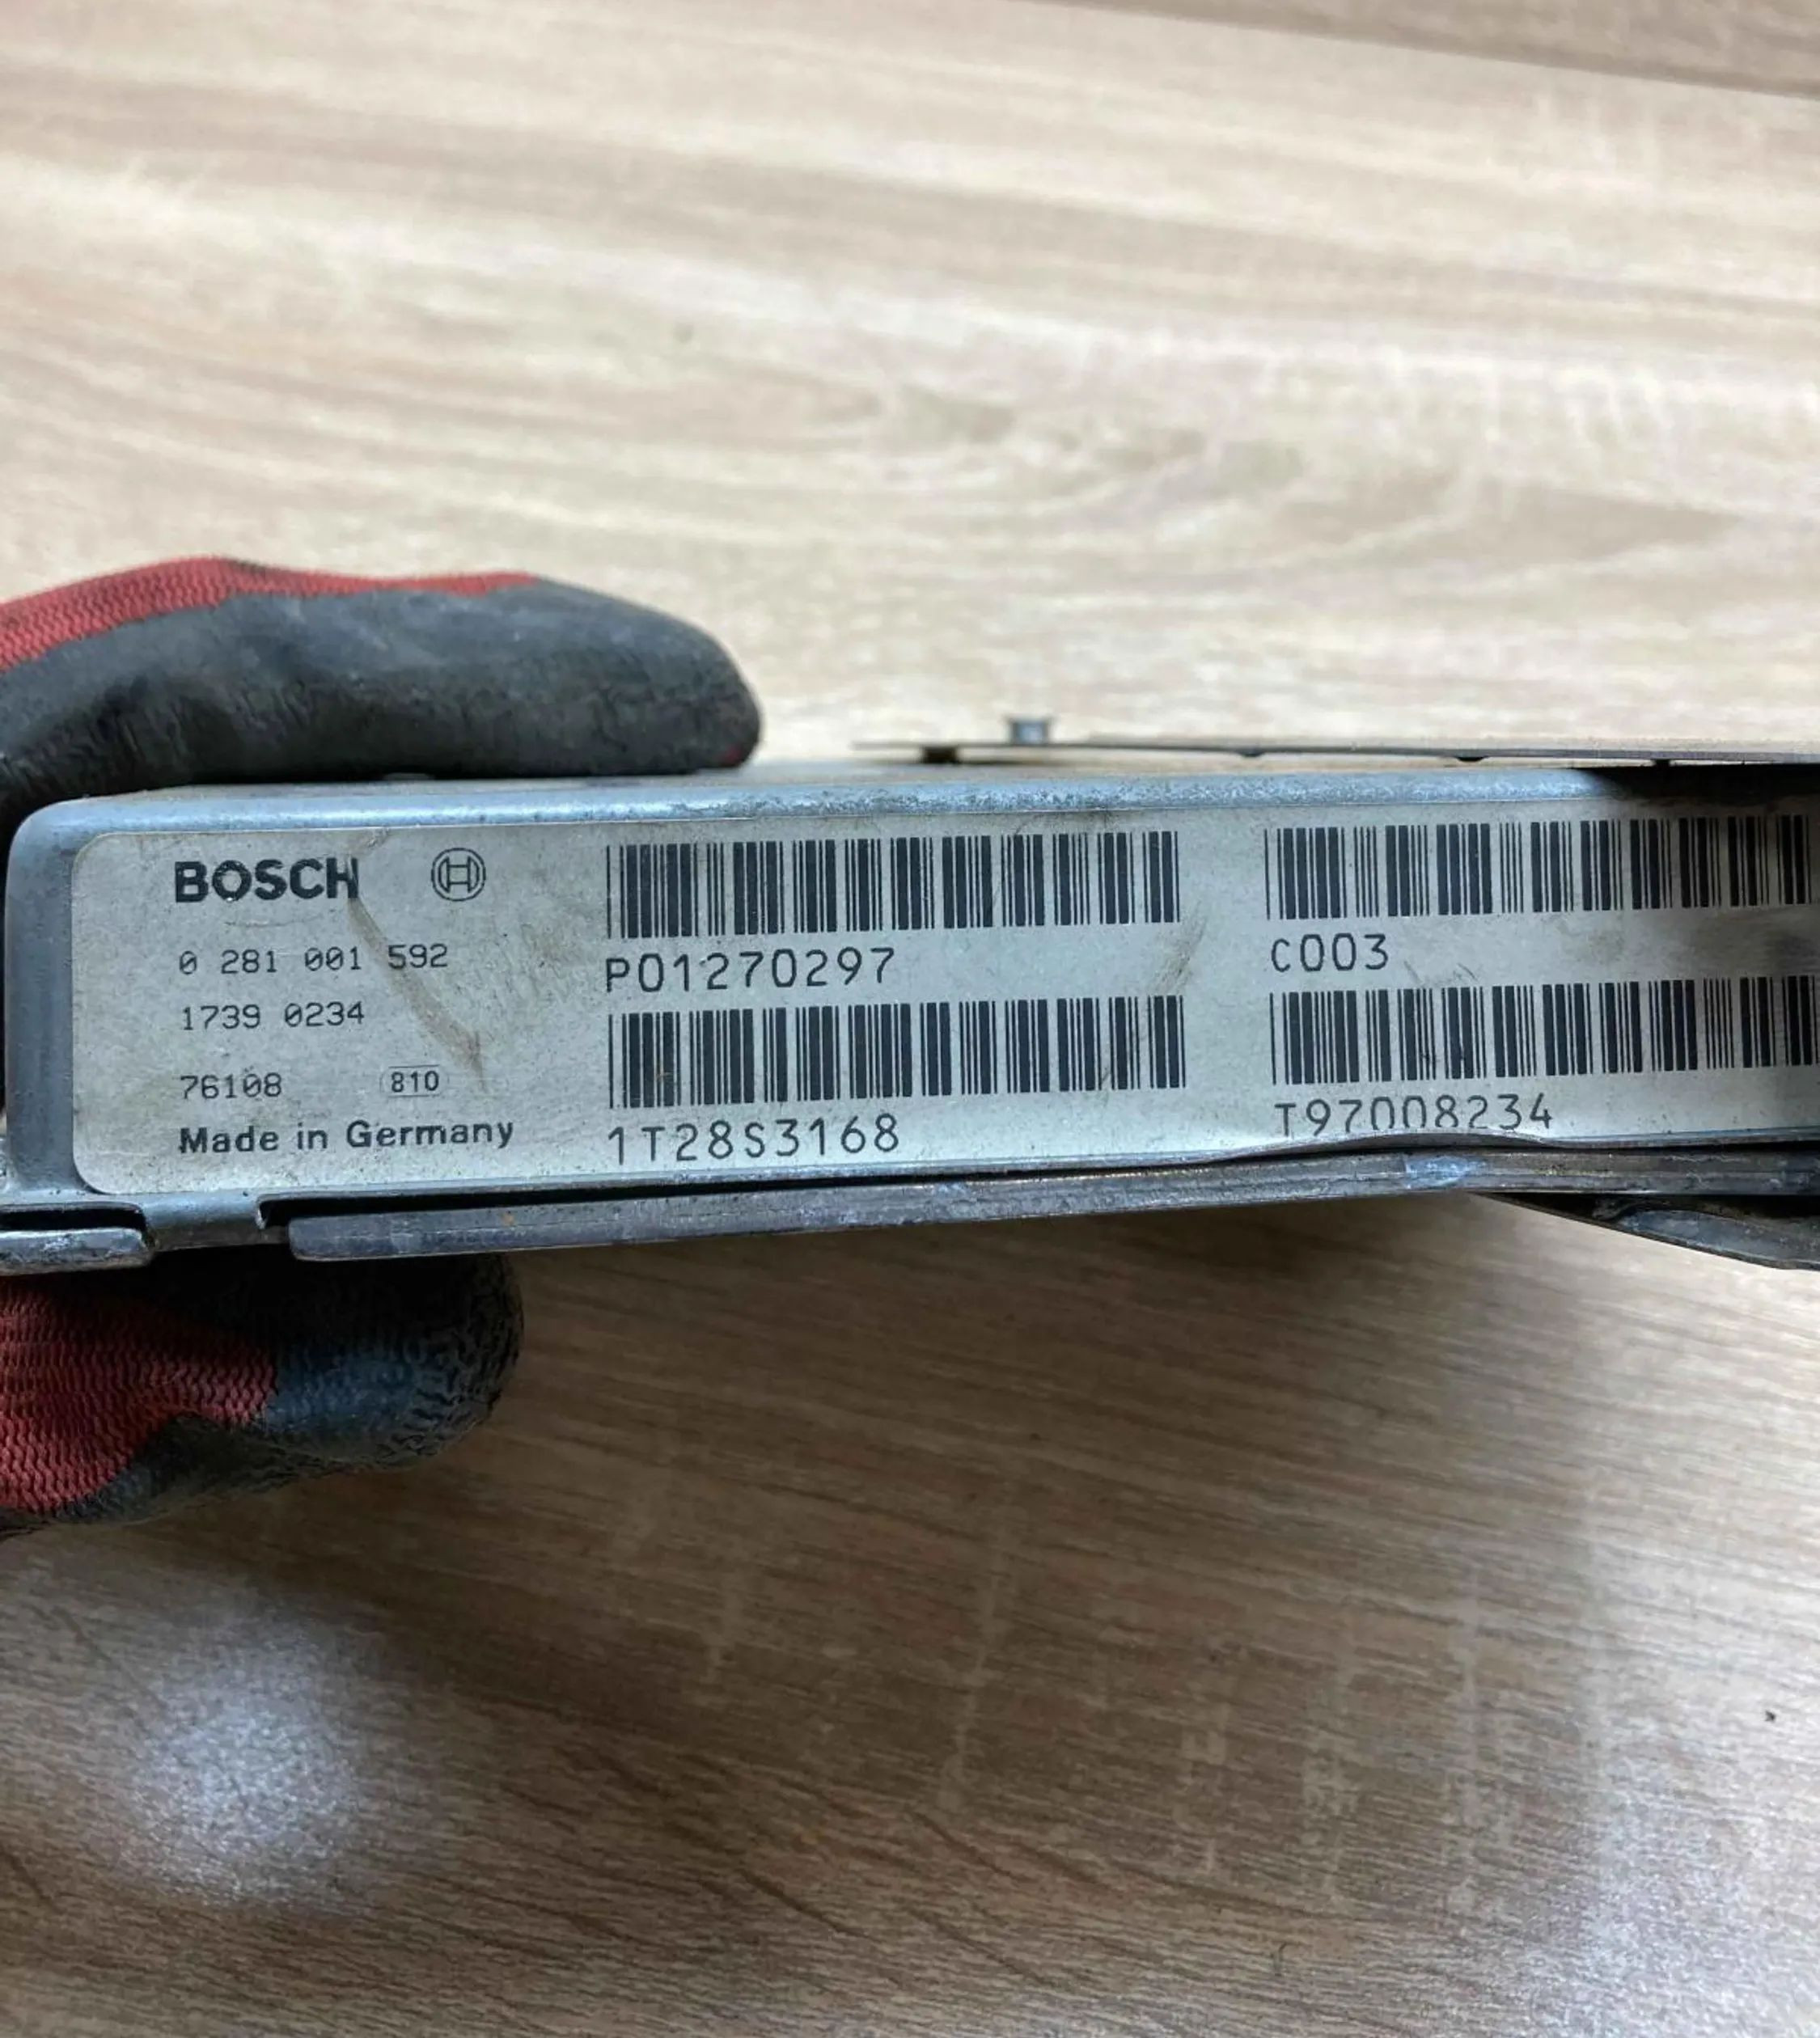 BOSCH
0 281 001 592
1739 0234
76108 810
Made in Germany
P01270297
1T28S3168
C003
T97008234